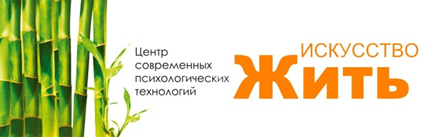 Центр
современных
психологических
технологий
ИСКУССТВО
Жить